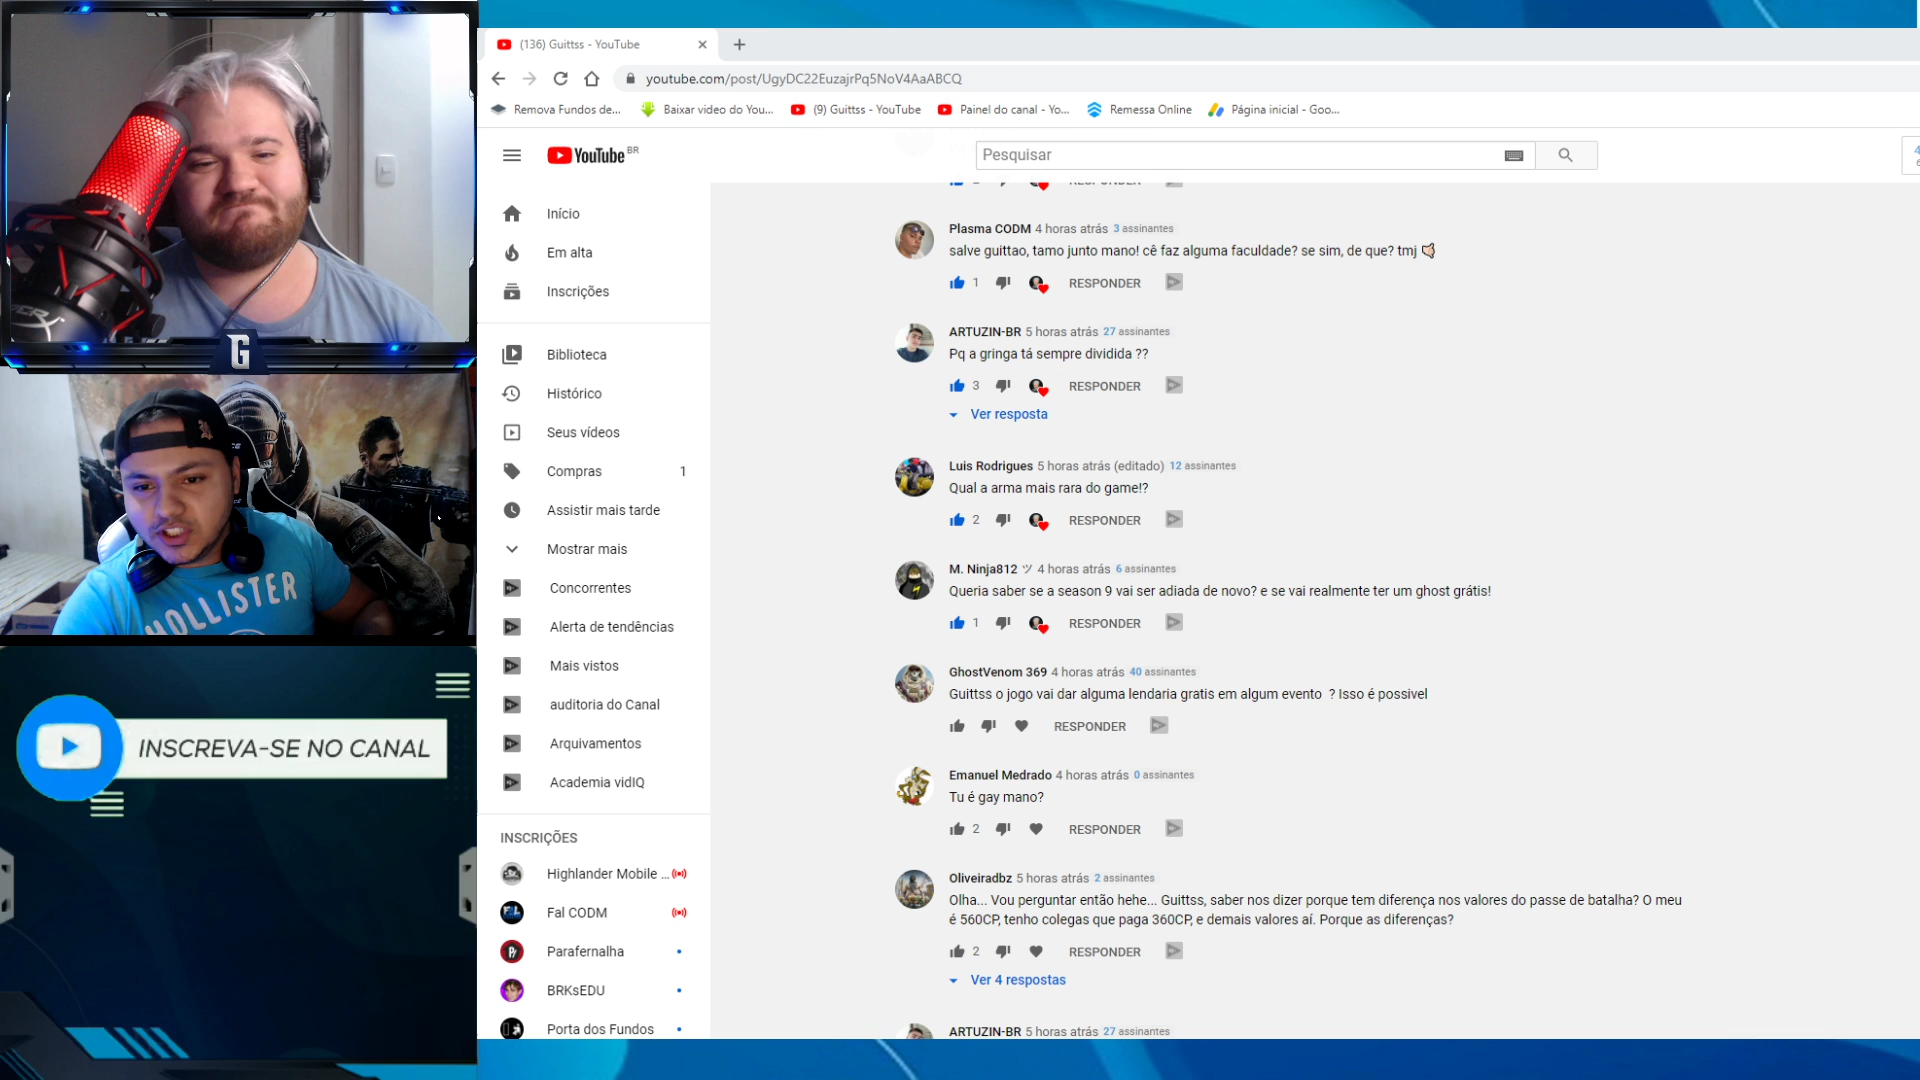 (136) Guittss - YouTube
youtube.com/post/UgyDC22EuzajrPq5NoV4AaABCQ
Remova Fundos de...
Baixar video do You...
(9) Guittss - YouTube
Painel do canal - Yo...
Remessa Online
Página inicial - Goo...
YouTube BR
Pesquisar
Início
Em alta
Inscrições
Biblioteca
Histórico
Seus vídeos
Compras 1
Assistir mais tarde
Mostrar mais
Concorrentes
Alerta de tendências
Mais vistos
auditoria do Canal
Arquivamentos
Academia vidIQ
INSCRIÇÕES
Highlander Mobile ...
Fal CODM
Parafernalha
BRKsEDU
Porta dos Fundos
RESPONDER
Plasma CODM 4 horas atrás 3 assinantes
salve guittao, tamo junto mano! cê faz alguma faculdade? se sim, de que? tmj
1 RESPONDER
ARTUZIN-BR 5 horas atrás 27 assinantes
Pq a gringa tá sempre dividida ??
3 RESPONDER
Ver resposta
Luis Rodrigues 5 horas atrás (editado) 12 assinantes
Qual a arma mais rara do game!?
2 RESPONDER
M. Ninja812 ツ 4 horas atrás 6 assinantes
Queria saber se a season 9 vai ser adiada de novo? e se vai realmente ter um ghost grátis!
1 RESPONDER
GhostVenom 369 4 horas atrás 40 assinantes
Guittss o jogo vai dar alguma lendaria gratis em algum evento ? Isso é possivel
RESPONDER
Emanuel Medrado 4 horas atrás 0 assinantes
Tu é gay mano?
2 RESPONDER
Oliveiradbz 5 horas atrás 2 assinantes
Olha... Vou perguntar então hehe... Guittss, saber nos dizer porque tem diferença nos valores do passe de batalha? O meu
é 560CP, tenho colegas que paga 360CP, e demais valores aí. Porque as diferenças?
2 RESPONDER
Ver 4 respostas
ARTUZIN-BR 5 horas atrás 27 assinantes
G
HOLLISTER
INSCREVA-SE NO CANAL